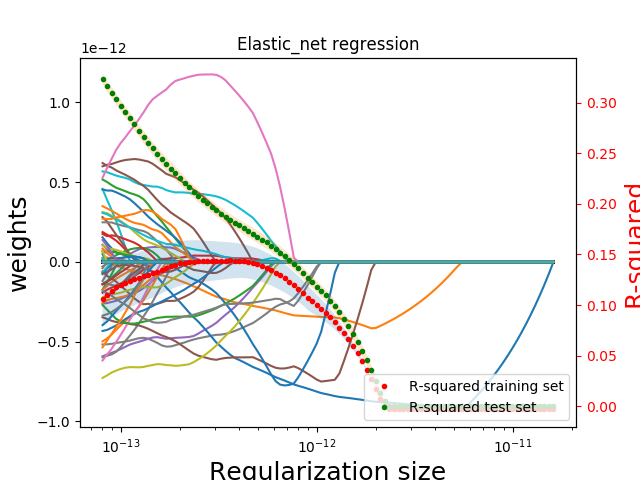 Elastic_net regression
1e−12
1.0
0.5
0.0
−0.5
−1.0
weights
0.30
0.25
0.20
0.15
0.10
0.05
0.00
R-squared
R-squared training set
R-squared test set
10⁻¹³
10⁻¹²
10⁻¹¹
Regularization size